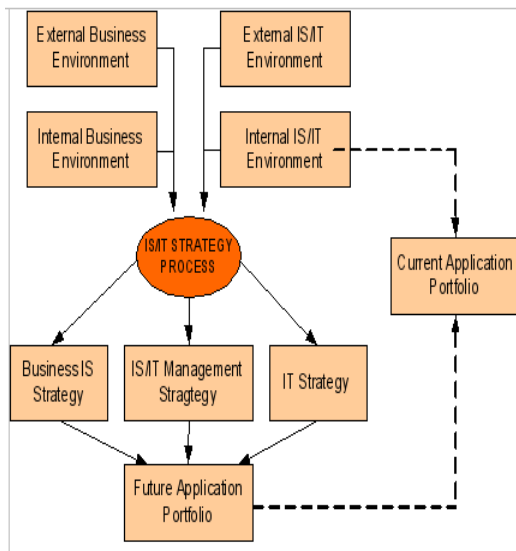 External Business
Environment
External IS/IT
Environment
Internal Business
Environment
Internal IS/IT
Environment
IS/IT STRATEGY
PROCESS
Current Application
Portfolio
Business IS
Strategy
IS/IT Management
Stragtegy
IT Strategy
Future Application
Portfolio